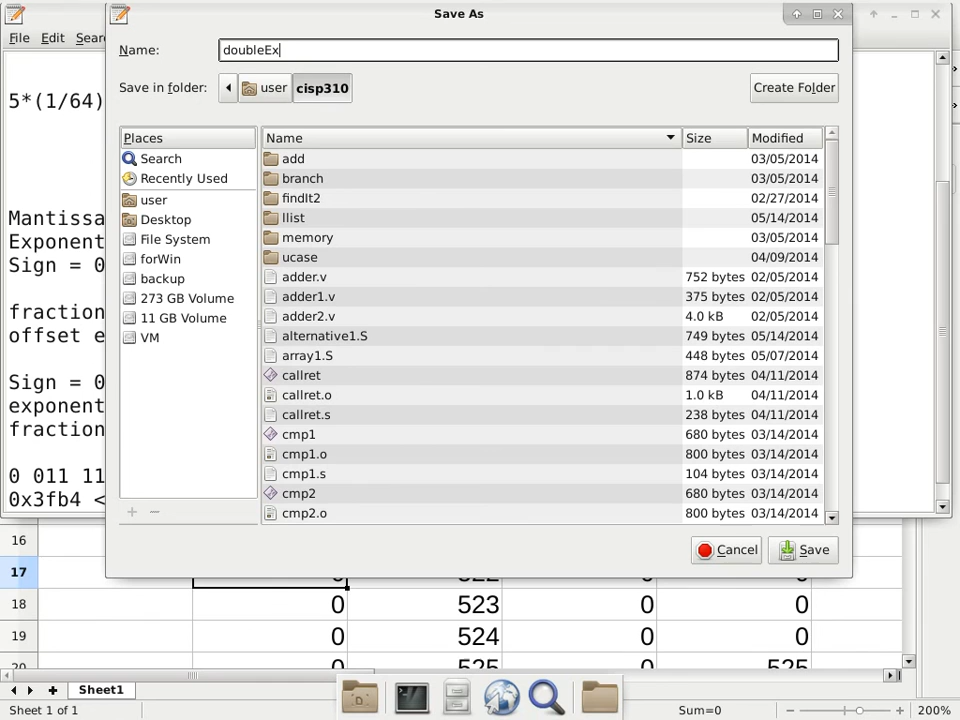 Save As
File Edit Sear
Name: doubleEx
Save in folder: user cisp310 Create Folder
5*(1/64)
Mantissa
Exponent
Sign = 0
fraction
offset e
Sign = 0
exponent
fraction
0 011 11
0x3fb4 <
Places
Search
Recently Used
user
Desktop
File System
forWin
backup
273 GB Volume
11 GB Volume
VM
Name Size Modified
add 03/05/2014
branch 03/05/2014
findIt2 02/27/2014
llist 05/14/2014
memory 03/05/2014
ucase 04/09/2014
adder.v 752 bytes 02/05/2014
adder1.v 375 bytes 02/05/2014
adder2.v 4.0 kB 02/05/2014
alternative1.S 749 bytes 05/14/2014
array1.S 448 bytes 05/07/2014
callret 874 bytes 04/11/2014
callret.o 1.0 kB 04/11/2014
callret.s 238 bytes 04/11/2014
cmp1 680 bytes 03/14/2014
cmp1.o 800 bytes 03/14/2014
cmp1.s 104 bytes 03/14/2014
cmp2 680 bytes 03/14/2014
cmp2.o 800 bytes 03/14/2014
Cancel Save
16
17 0 522 0 0
18 0 523 0 0
19 0 524 0 0
20 0 525 0 525
Sheet1
Sheet 1 of 1 Sum=0 200%